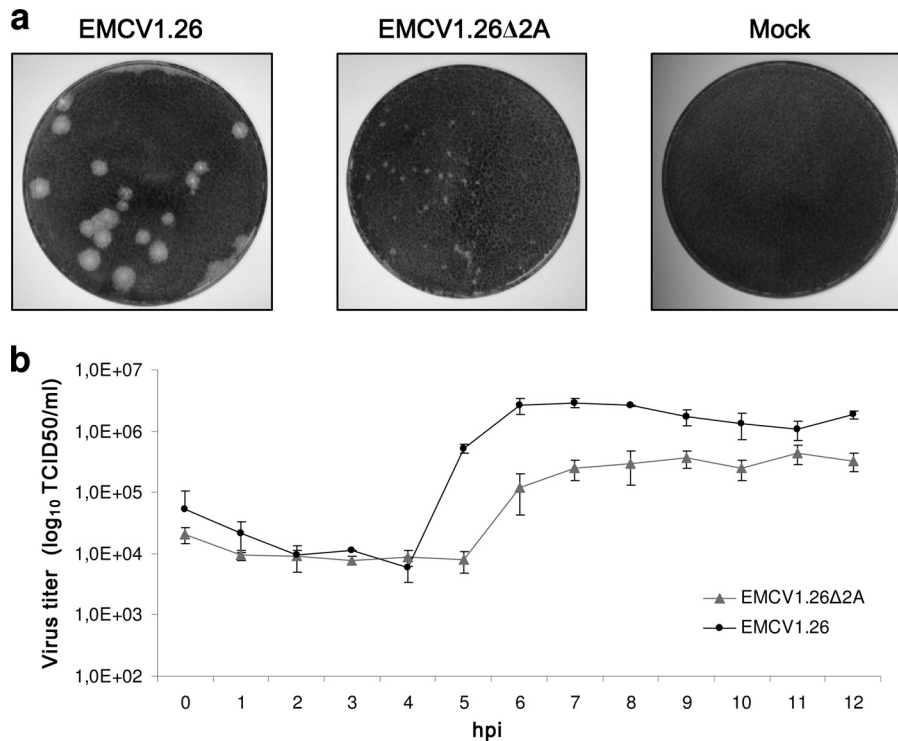 a
EMCV1.26
EMCV1.26Δ2A
Mock
b
Virus titer (log₁₀ TCID50/ml)
1,0E+07
1,0E+06
1,0E+05
1,0E+04
1,0E+03
1,0E+02
0 1 2 3 4 5 6 7 8 9 10 11 12
hpi
EMCV1.26Δ2A
EMCV1.26